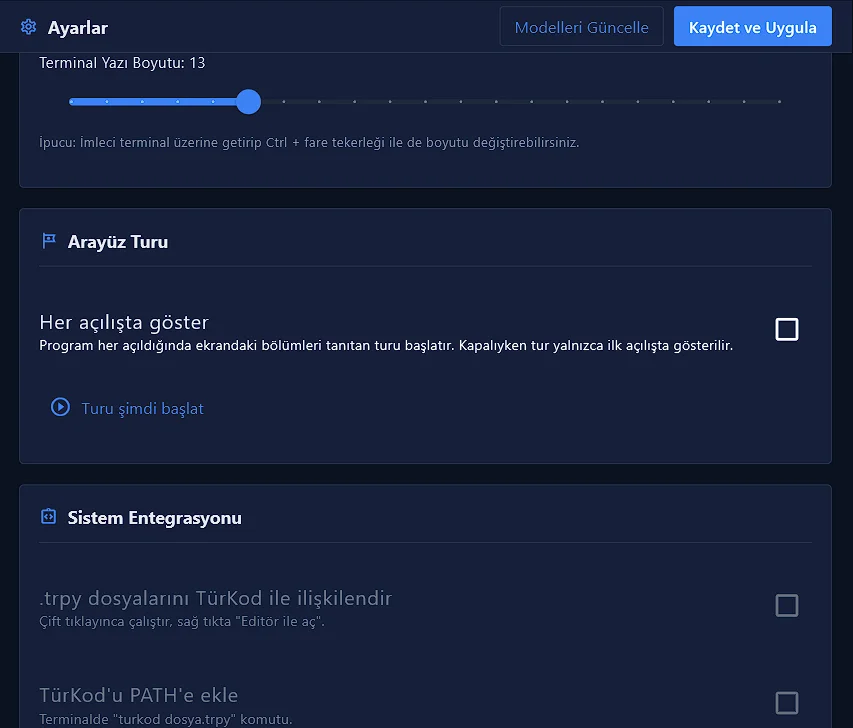 Ayarlar
Modelleri Güncelle
Kaydet ve Uygula
Terminal Yazı Boyutu: 13
İpucu: İmleci terminal üzerine getirip Ctrl + fare tekerleği ile de boyutu değiştirebilirsiniz.
Arayüz Turu
Her açılışta göster
Program her açıldığında ekrandaki bölümleri tanıtan turu başlatır. Kapalıyken tur yalnızca ilk açılışta gösterilir.
Turu şimdi başlat
Sistem Entegrasyonu
.trpy dosyalarını TürKod ile ilişkilendir
Çift tıklayınca çalıştır, sağ tıkta "Editör ile aç".
TürKod'u PATH'e ekle
Terminalde "turkod dosya.trpy" komutu.